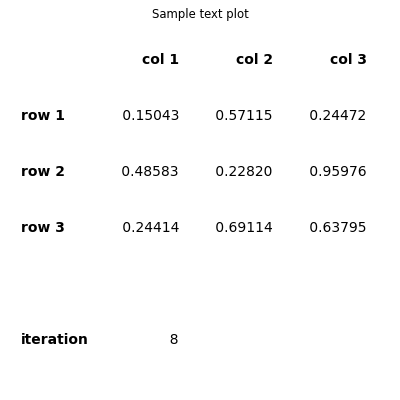 Sample text plot
col 1 col 2 col 3
row 1 0.15043 0.57115 0.24472
row 2 0.48583 0.22820 0.95976
row 3 0.24414 0.69114 0.63795
iteration 8